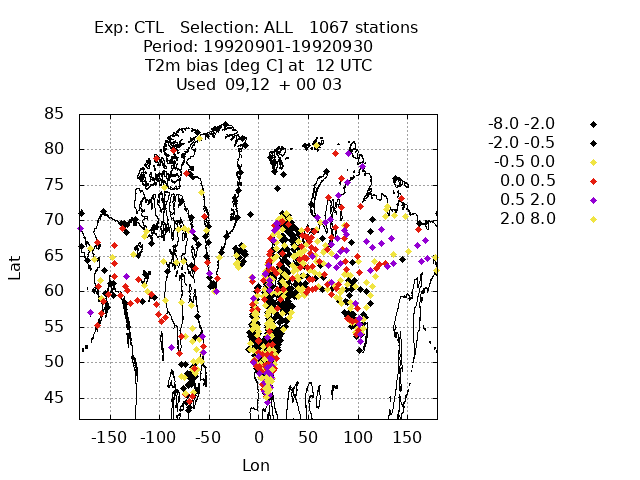 Exp: CTL   Selection: ALL   1067 stations
Period: 19920901-19920930
T2m bias [deg C] at  12 UTC
Used  09,12  + 00 03
85
80
75
70
65
60
55
50
45
Lat
-150 -100 -50 0 50 100 150
Lon
-8.0 -2.0
-2.0 -0.5
-0.5 0.0
0.0 0.5
0.5 2.0
2.0 8.0